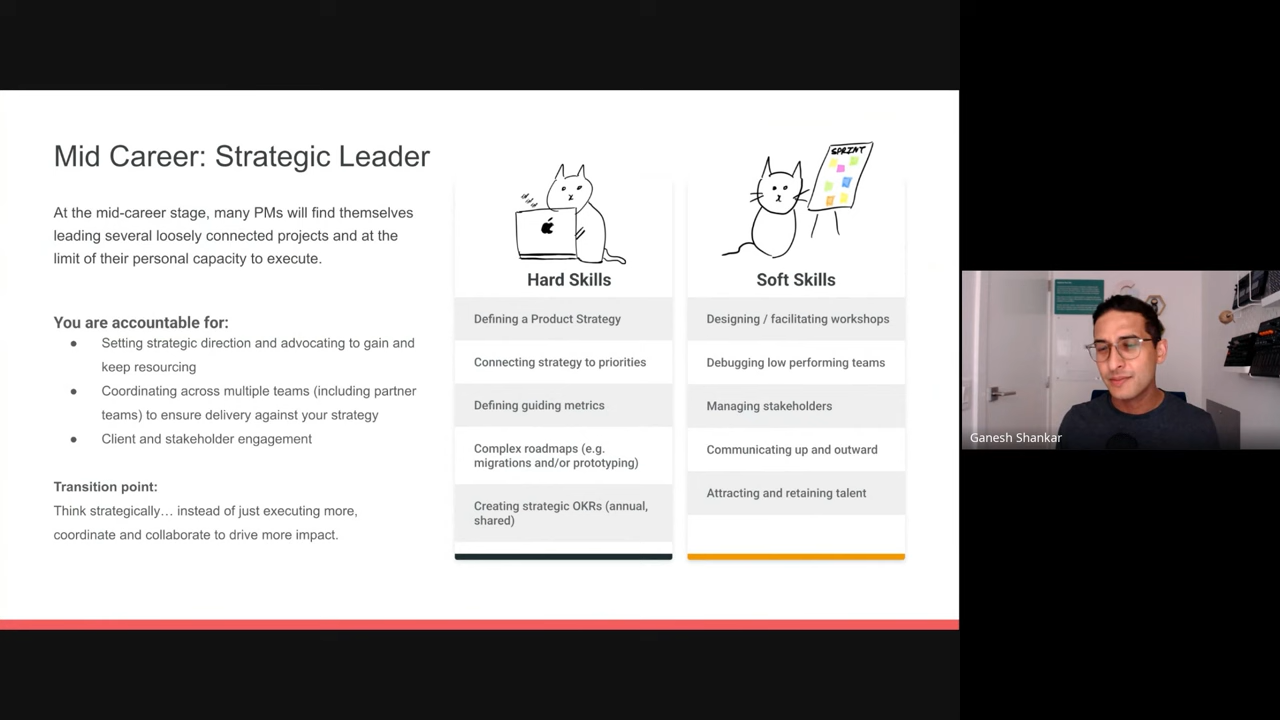 Mid Career: Strategic Leader
At the mid-career stage, many PMs will find themselves
leading several loosely connected projects and at the
limit of their personal capacity to execute.
You are accountable for:
● Setting strategic direction and advocating to gain and
keep resourcing
● Coordinating across multiple teams (including partner
teams) to ensure delivery against your strategy
● Client and stakeholder engagement
Transition point:
Think strategically… instead of just executing more,
coordinate and collaborate to drive more impact.
Hard Skills
Defining a Product Strategy
Connecting strategy to priorities
Defining guiding metrics
Complex roadmaps (e.g.
migrations and/or prototyping)
Creating strategic OKRs (annual,
shared)
SPRINT
Soft Skills
Designing / facilitating workshops
Debugging low performing teams
Managing stakeholders
Communicating up and outward
Attracting and retaining talent
Ganesh Shankar